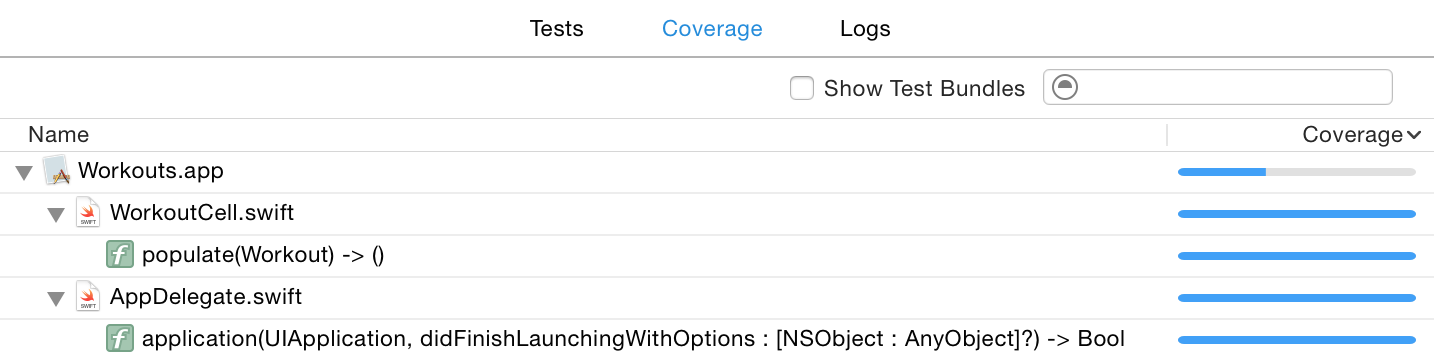 Tests Coverage Logs
Show Test Bundles
Name Coverage
Workouts.app
WorkoutCell.swift
populate(Workout) -> ()
AppDelegate.swift
application(UIApplication, didFinishLaunchingWithOptions : [NSObject : AnyObject]?) -> Bool